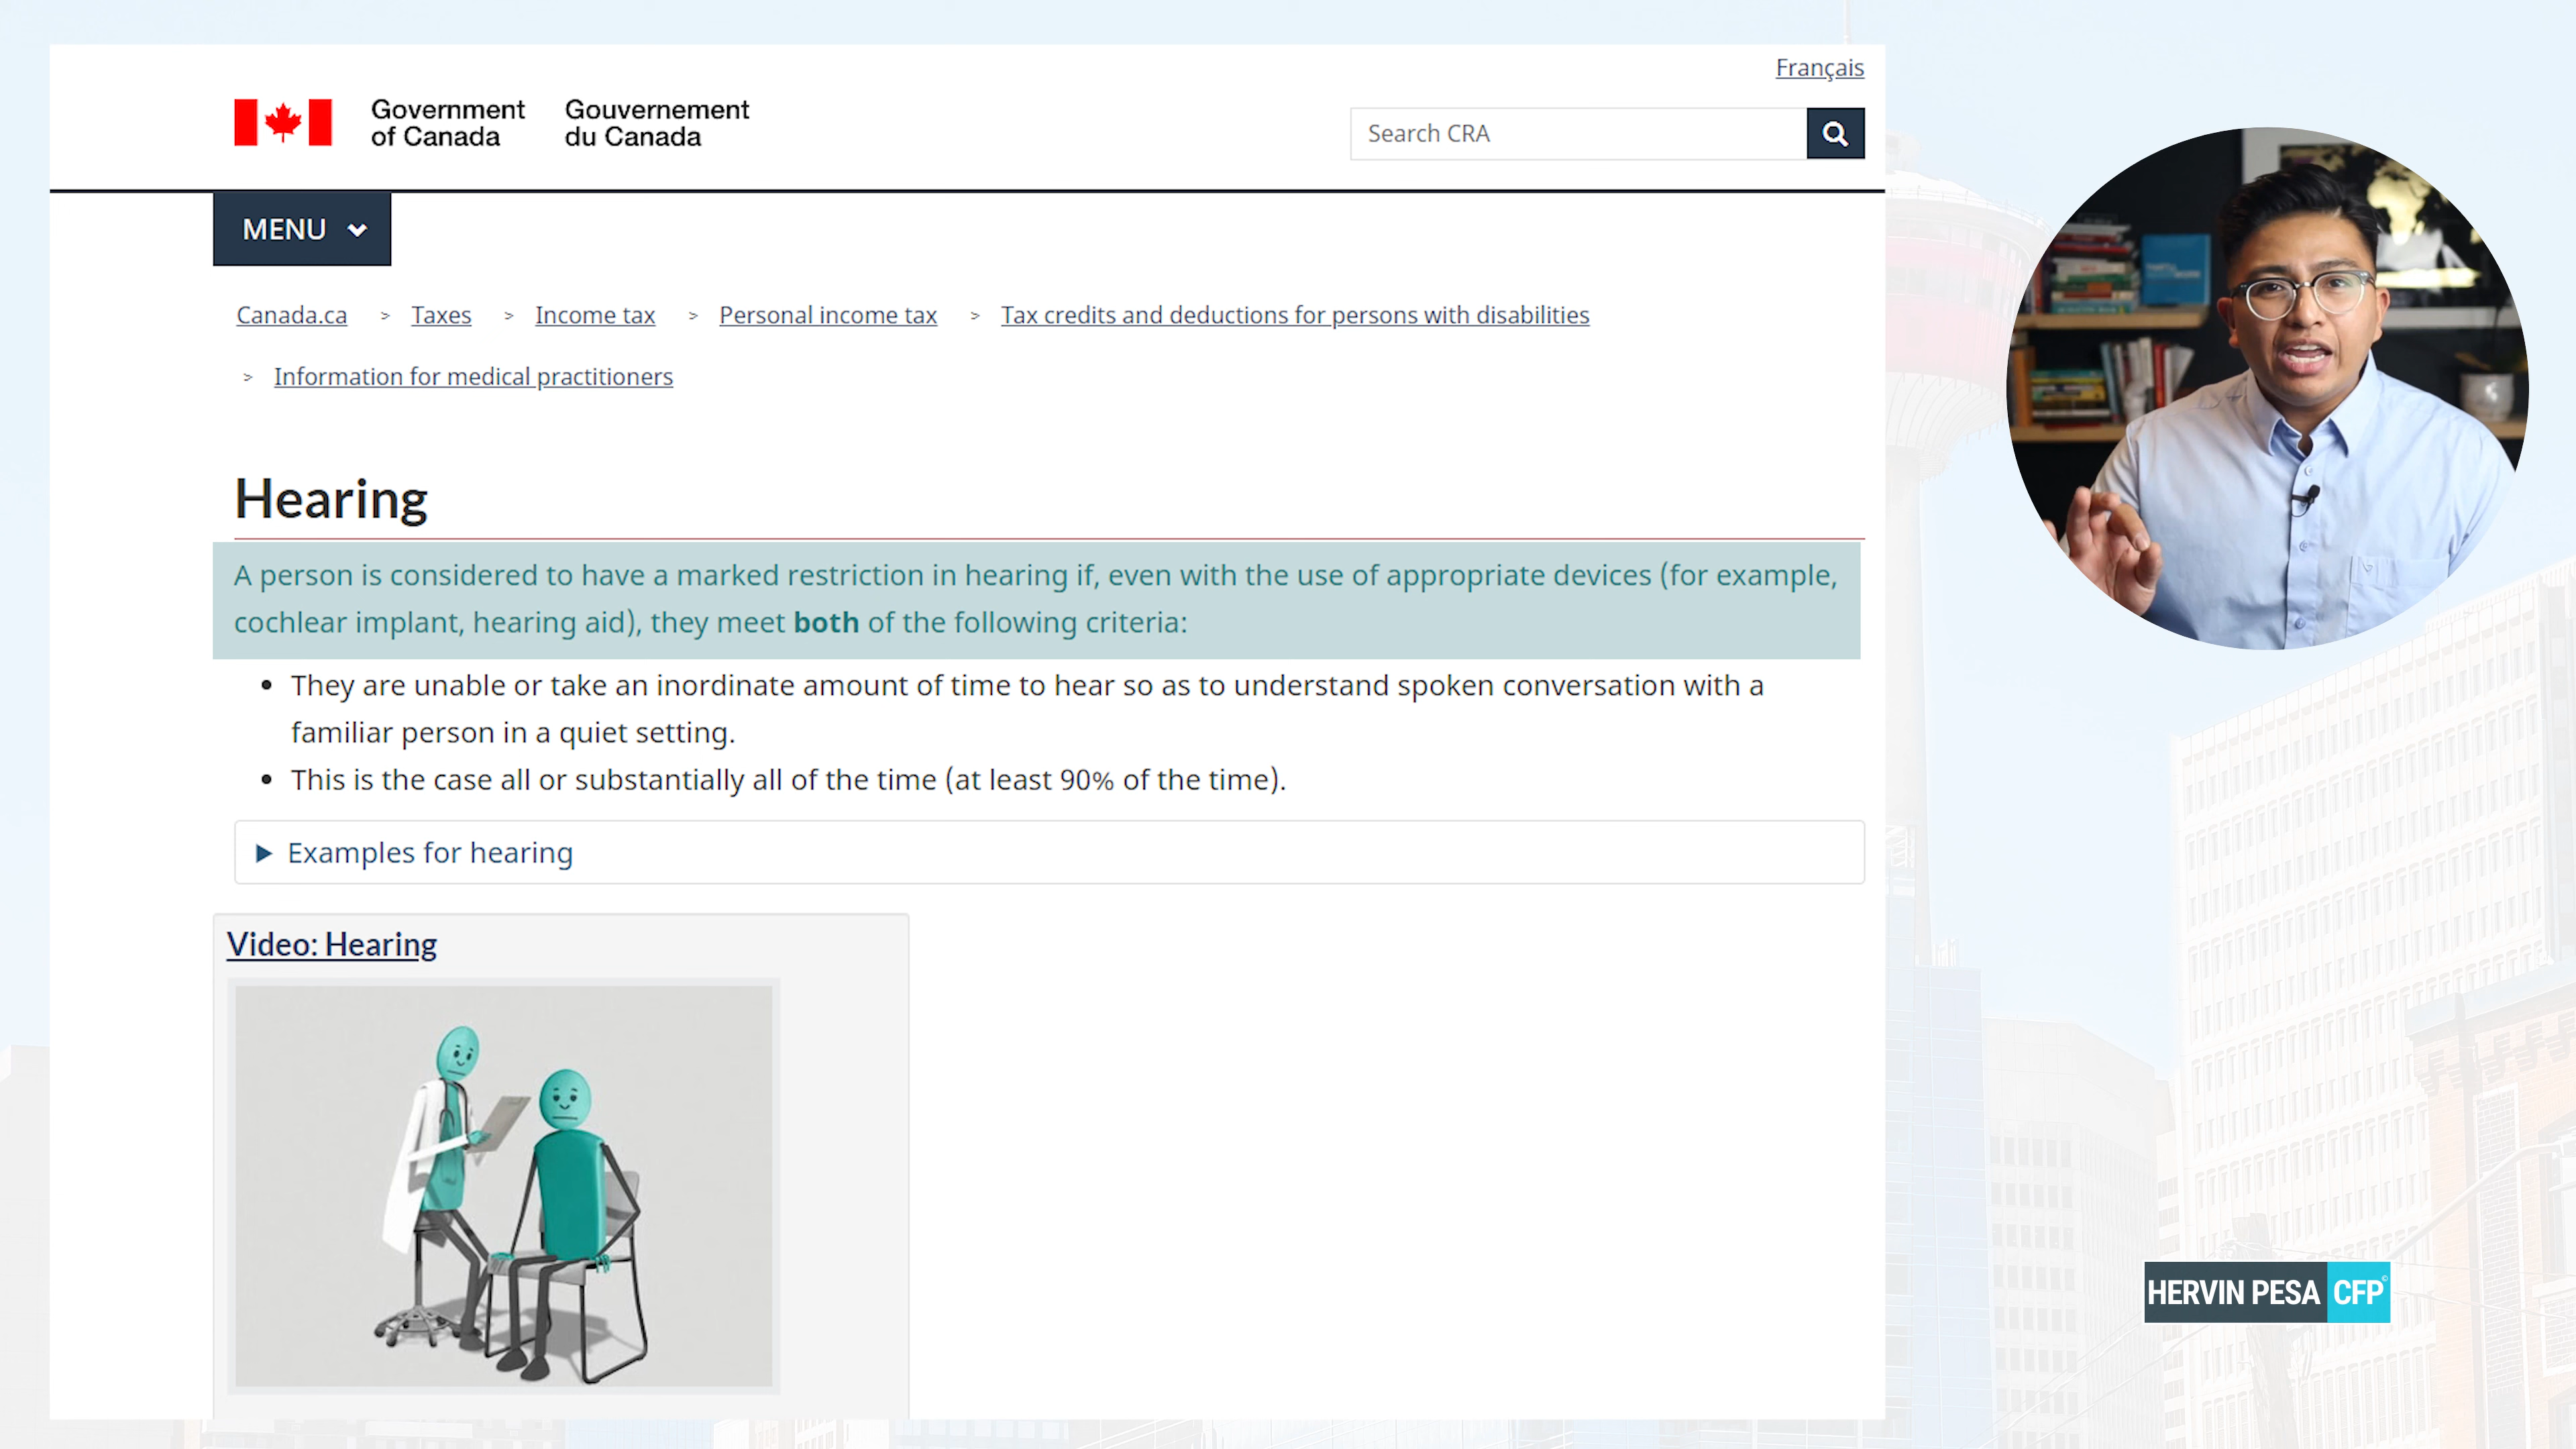 Français
Government
of Canada
Gouvernement
du Canada
Search CRA
MENU
Canada.ca > Taxes > Income tax > Personal income tax > Tax credits and deductions for persons with disabilities
> Information for medical practitioners
Hearing
A person is considered to have a marked restriction in hearing if, even with the use of appropriate devices (for example,
cochlear implant, hearing aid), they meet both of the following criteria:
• They are unable or take an inordinate amount of time to hear so as to understand spoken conversation with a
familiar person in a quiet setting.
• This is the case all or substantially all of the time (at least 90% of the time).
Examples for hearing
Video: Hearing
HERVIN PESA CFP©